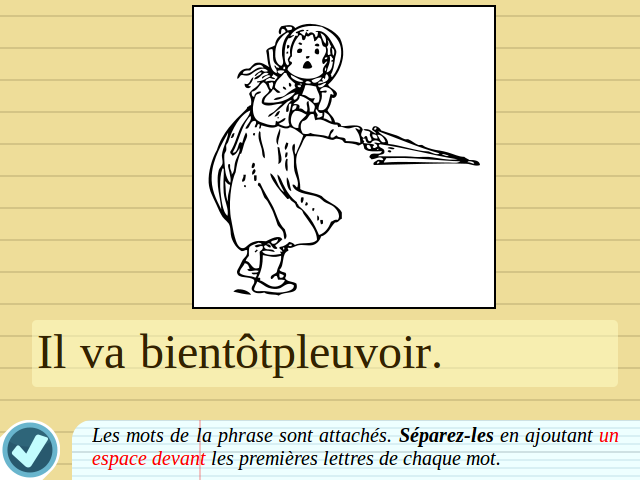 Il va bientôtpleuvoir.
Les mots de la phrase sont attachés. Séparez-les en ajoutant un
espace devant les premières lettres de chaque mot.